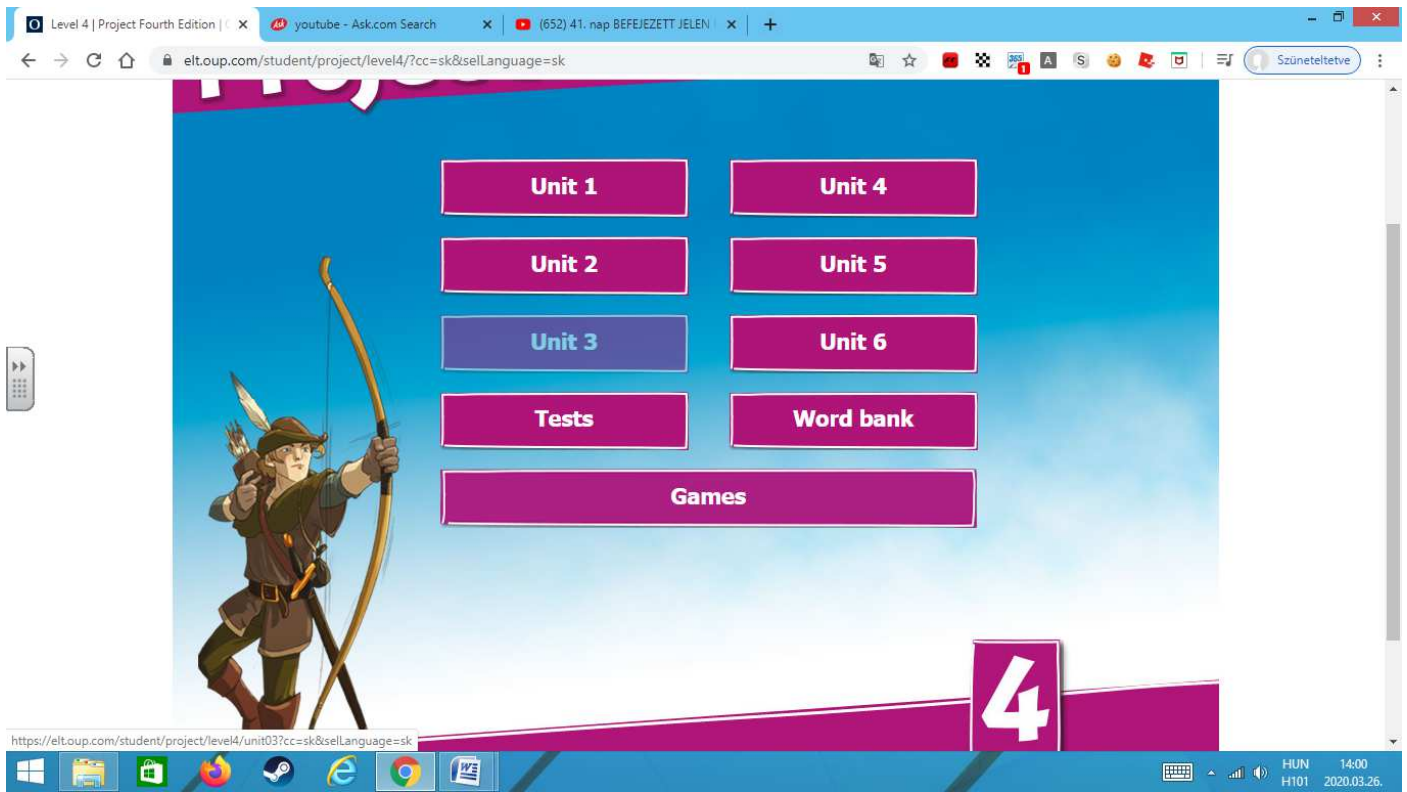 Level 4 | Project Fourth Edition |
youtube - Ask.com Search
(652) 41. nap BEFEJEZETT JELEN
elt.oup.com/student/project/level4/?cc=sk&selLanguage=sk
Szüneteltetve
Project
Unit 1
Unit 4
Unit 2
Unit 5
Unit 3
Unit 6
Tests
Word bank
Games
4
https://elt.oup.com/student/project/level4/unit03?cc=sk&selLanguage=sk
HUN
14:00
H101
2020.03.26.